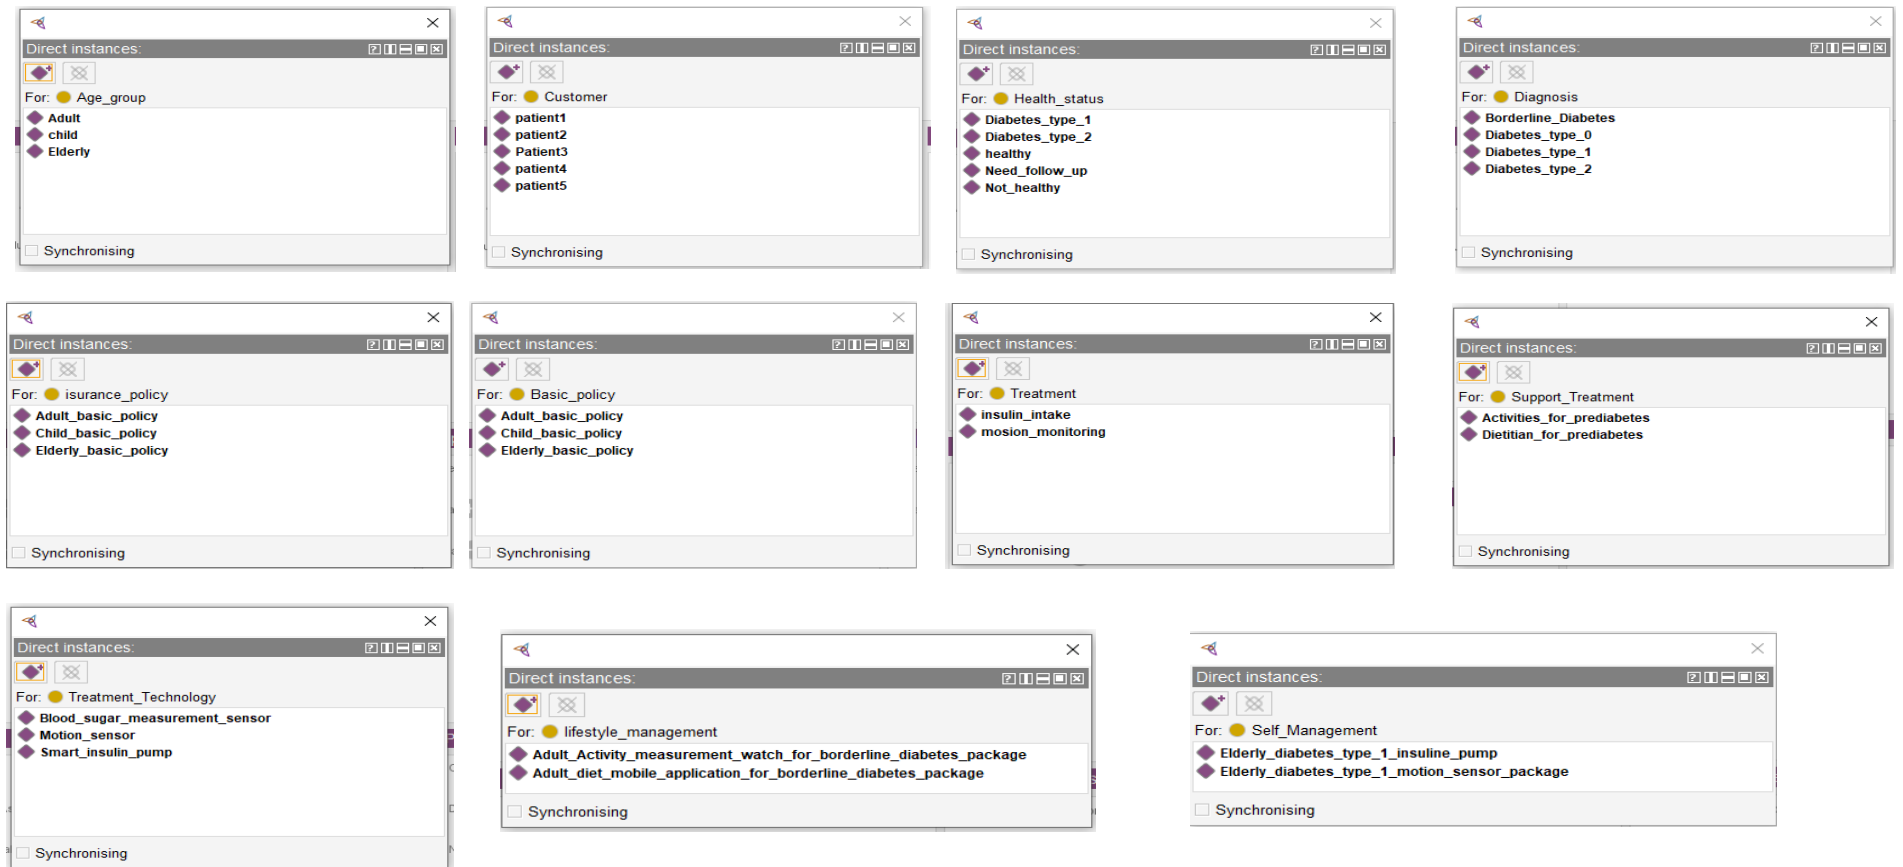 Direct instances:
For: Age_group
Adult
child
Elderly
Synchronising
Direct instances:
For: Customer
patient1
patient2
Patient3
patient4
patient5
Synchronising
Direct instances:
For: Health_status
Diabetes_type_1
Diabetes_type_2
healthy
Need_follow_up
Not_healthy
Synchronising
Direct instances:
For: Diagnosis
Borderline_Diabetes
Diabetes_type_0
Diabetes_type_1
Diabetes_type_2
Synchronising
Direct instances:
For: isurance_policy
Adult_basic_policy
Child_basic_policy
Elderly_basic_policy
Synchronising
Direct instances:
For: Basic_policy
Adult_basic_policy
Child_basic_policy
Elderly_basic_policy
Synchronising
Direct instances:
For: Treatment
insulin_intake
mosion_monitoring
Synchronising
Direct instances:
For: Support_Treatment
Activities_for_prediabetes
Dietitian_for_prediabetes
Synchronising
Direct instances:
For: Treatment_Technology
Blood_sugar_measurement_sensor
Motion_sensor
Smart_insulin_pump
Synchronising
Direct instances:
For: lifestyle_management
Adult_Activity_measurement_watch_for_borderline_diabetes_package
Adult_diet_mobile_application_for_borderline_diabetes_package
Synchronising
Direct instances:
For: Self_Management
Elderly_diabetes_type_1_insuline_pump
Elderly_diabetes_type_1_motion_sensor_package
Synchronising